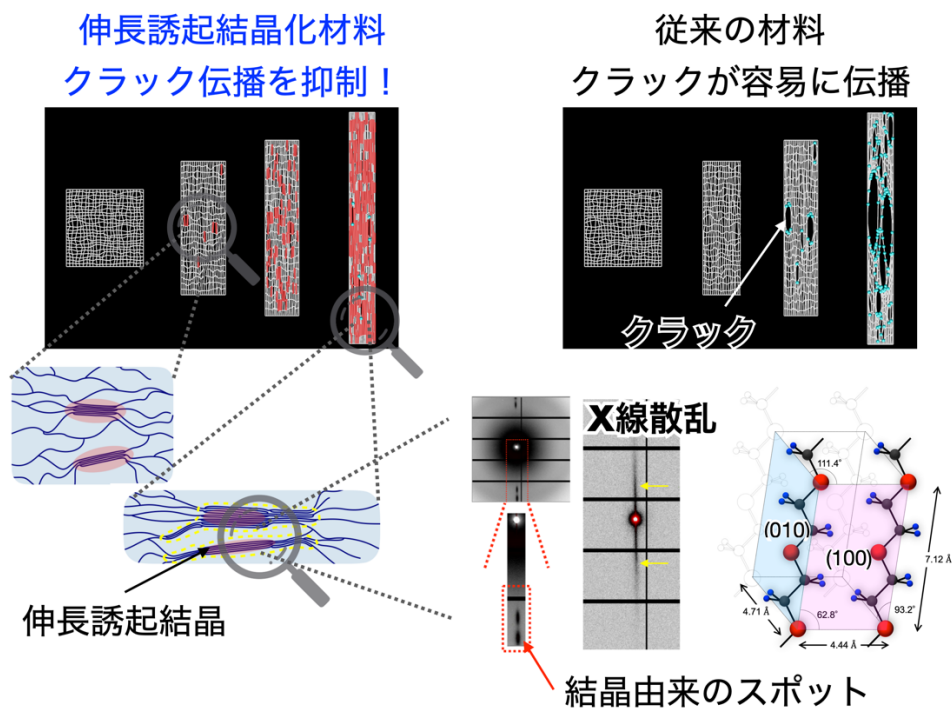 伸長誘起結晶化材料
クラック伝播を抑制！
従来の材料
クラックが容易に伝播
クラック
X線散乱
伸長誘起結晶
結晶由来のスポット
111.4°
(010)
(100)
7.12 Å
4.71 Å
62.8°
93.2°
4.44 Å